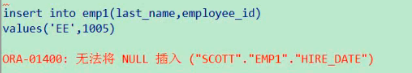 insert into emp1(last_name,employee_id)
values('EE',1005)
ORA-01400: 无法将 NULL 插入 ("SCOTT"."EMP1"."HIRE_DATE")